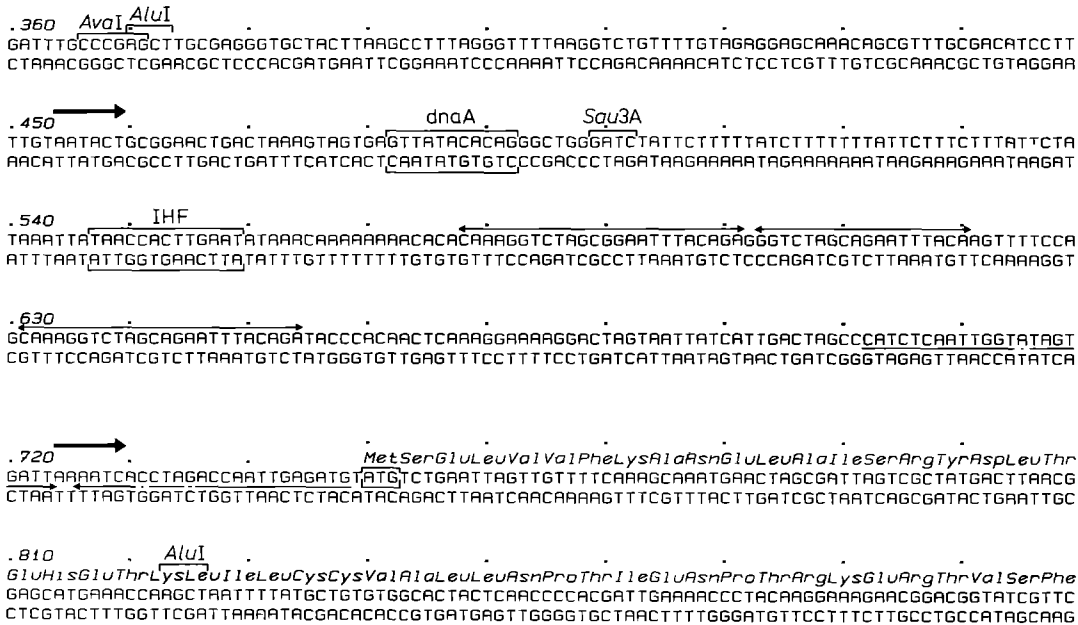 .360 AvaI AluI
GATTTGCCCGAGCTTGCGAGGGTGCTACTTAAGCCTTTAGGGTTTTAAGGTCTGTTTTGTAGAGGAGCAAACAGCGTTTGCGACATCCTT
CTAAACGGGCTCGAACGCTCCCACGATGAATTCGGAAATCCCAAAATTCCAGACAAAACATCTCCTCGTTTGTCGCAAACGCTGTAGGAA
.450 dnaA Sau3A
TTGTAATACTGCGGAACTGACTAAAGTAGTGAGTTATACACAGGGCTGGGATCTATTCTTTTTATCTTTTTTTATTCTTTCTTTATTCTA
AACATTATGACGCCTTGACTGATTTCATCACTCAATATGTGTCCCGACCCTAGATAAGAAAAATAGAAAAAAATAAGAAAGAAATAAGAT
.540 IHF
TAAATTATAACCACTTGAATATAAACAAAAAAAACACACAAAGGTCTAGCGGAATTTACAGAGGGTCTAGCAGAATTTACAAGTTTTCCA
ATTTAATATTGGTGAACTTATATTTGTTTTTTTTGTGTGTTTCCAGATCGCCTTAAATGTCTCCCAGATCGTCTTAAATGTTCAAAAGGT
.630
GCAAAGGTCTAGCAGAATTTACAGATACCCACAACTCAAAGGAAAAGGACTAGTAATTATCATTGACTAGCCCATCTCAATTGGTATAGT
CGTTTCCAGATCGTCTTAAATGTCTATGGGTGTTGAGTTTCCTTTTCCTGATCATTAATAGTAACTGATCGGGTAGAGTTAACCATATCA
.720 MetSerGluLeuValValPheLysAlaAsnGluLeuAlaIleSerArgTyrAspLeuThr
GATTAAAATCACCTAGACCAATTGAGATGTATGTCTGAATTAGTTGTTTTCAAAGCAAATGAACTAGCGATTAGTCGCTATGACTTAACG
CTAATTTTAGTGGATCTGGTTAACTCTACATACAGACTTAATCAACAAAAGTTTCGTTTACTTGATCGCTAATCAGCGATACTGAATTGC
.810 AluI
GluHisGluThrLysLeuIleLeuCysCysValAlaLeuLeuAsnProThrIleGluAsnProThrArgLysGluArgThrValSerPhe
GAGCATGAAACCAAGCTAATTTTATGCTGTGTGGCACTACTCAACCCCACGATTGAAAACCCTACAAGGAAAGAACGGACGGTATCGTTC
CTCGTACTTTGGTTCGATTAAAATACGACACACCGTGATGAGTTGGGGTGCTAACTTTTGGGATGTTCCTTTCTTGCCTGCCATAGCAAG